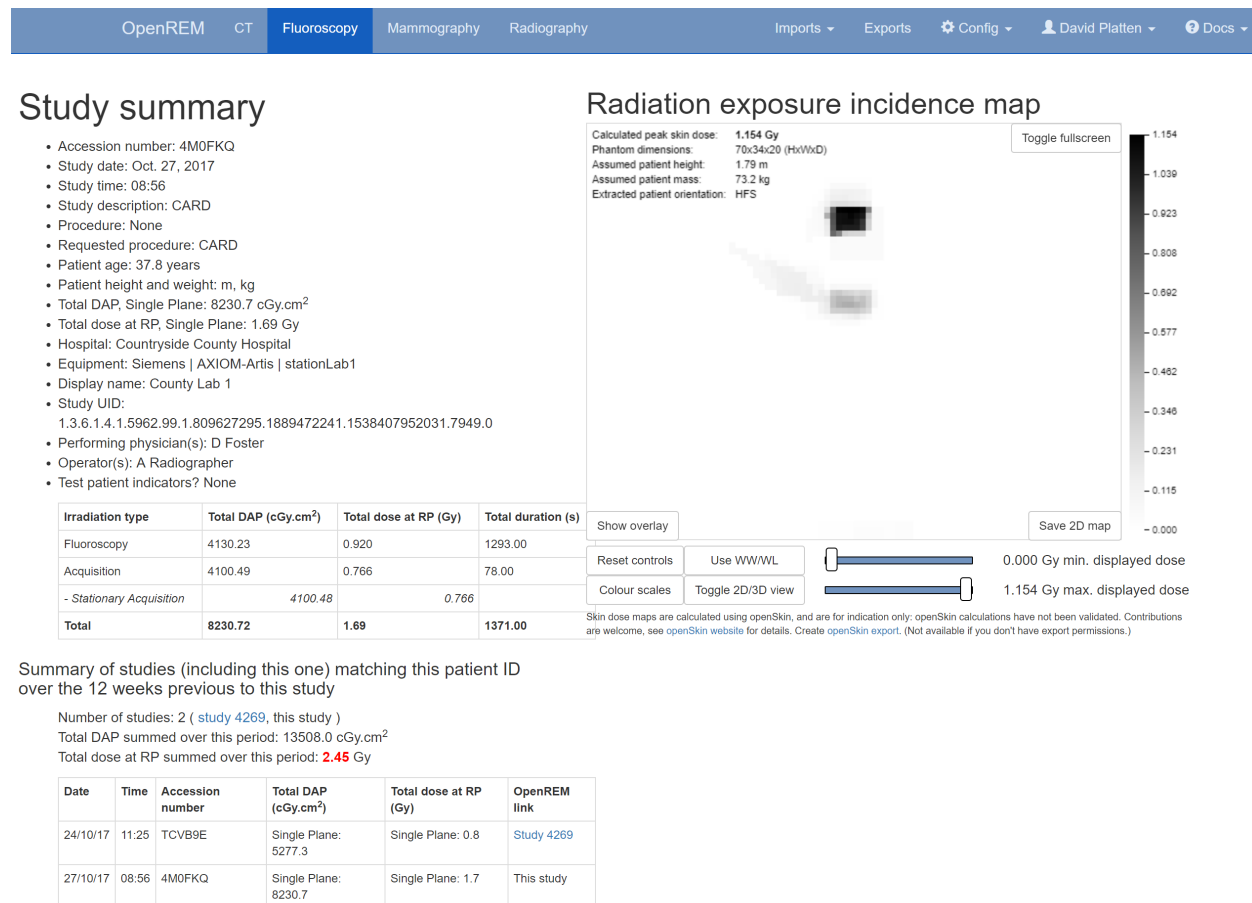 OpenREM CT Fluoroscopy Mammography Radiography Imports Exports Config David Platten Docs
Study summary
• Accession number: 4M0FKQ
• Study date: Oct. 27, 2017
• Study time: 08:56
• Study description: CARD
• Procedure: None
• Requested procedure: CARD
• Patient age: 37.8 years
• Patient height and weight: m, kg
• Total DAP, Single Plane: 8230.7 cGy.cm²
• Total dose at RP, Single Plane: 1.69 Gy
• Hospital: Countryside County Hospital
• Equipment: Siemens | AXIOM-Artis | stationLab1
• Display name: County Lab 1
• Study UID:
1.3.6.1.4.1.5962.99.1.809627295.1889472241.1538407952031.7949.0
• Performing physician(s): D Foster
• Operator(s): A Radiographer
• Test patient indicators? None
Irradiation type Total DAP (cGy.cm²) Total dose at RP (Gy) Total duration (s)
Fluoroscopy 4130.23 0.920 1293.00
Acquisition 4100.49 0.766 78.00
- Stationary Acquisition 4100.48 0.766
Total 8230.72 1.69 1371.00
Radiation exposure incidence map
Calculated peak skin dose: 1.154 Gy
Phantom dimensions: 70x34x20 (HxWxD)
Assumed patient height: 1.79 m
Assumed patient mass: 73.2 kg
Extracted patient orientation: HFS
Toggle fullscreen
1.154
1.039
0.923
0.808
0.692
0.577
0.462
0.346
0.231
0.115
0.000
Show overlay Save 2D map
Reset controls Use WW/WL 0.000 Gy min. displayed dose
Colour scales Toggle 2D/3D view 1.154 Gy max. displayed dose
Skin dose maps are calculated using openSkin, and are for indication only: openSkin calculations have not been validated. Contributions
are welcome, see openSkin website for details. Create openSkin export. (Not available if you don't have export permissions.)
Summary of studies (including this one) matching this patient ID
over the 12 weeks previous to this study
Number of studies: 2 ( study 4269, this study )
Total DAP summed over this period: 13508.0 cGy.cm²
Total dose at RP summed over this period: 2.45 Gy
Date Time Accession Total DAP Total dose at RP OpenREM
number (cGy.cm²) (Gy) link
24/10/17 11:25 TCVB9E Single Plane: Single Plane: 0.8 Study 4269
5277.3
27/10/17 08:56 4M0FKQ Single Plane: Single Plane: 1.7 This study
8230.7